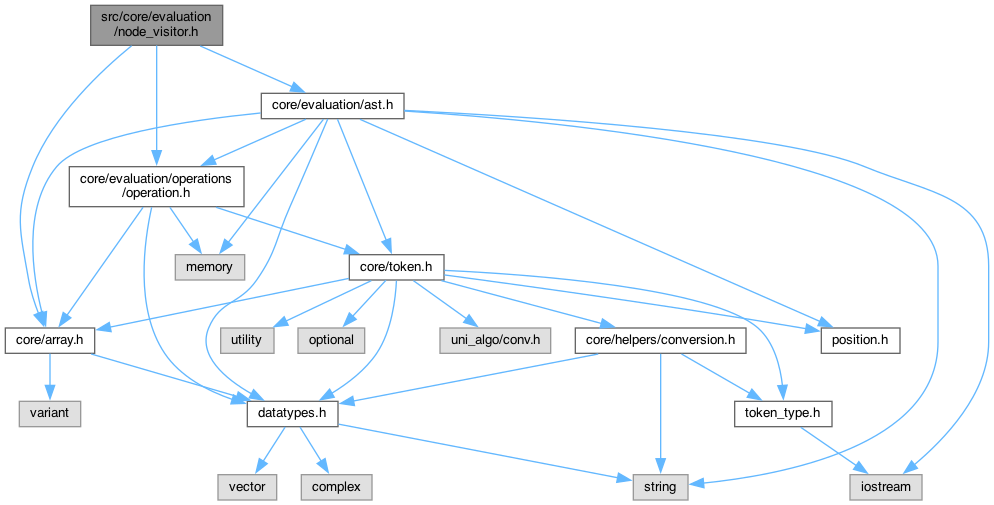 src/core/evaluation
/node_visitor.h
core/evaluation/ast.h
core/evaluation/operations
/operation.h
memory
core/token.h
core/array.h
utility
optional
uni_algo/conv.h
core/helpers/conversion.h
position.h
variant
datatypes.h
token_type.h
vector
complex
string
iostream